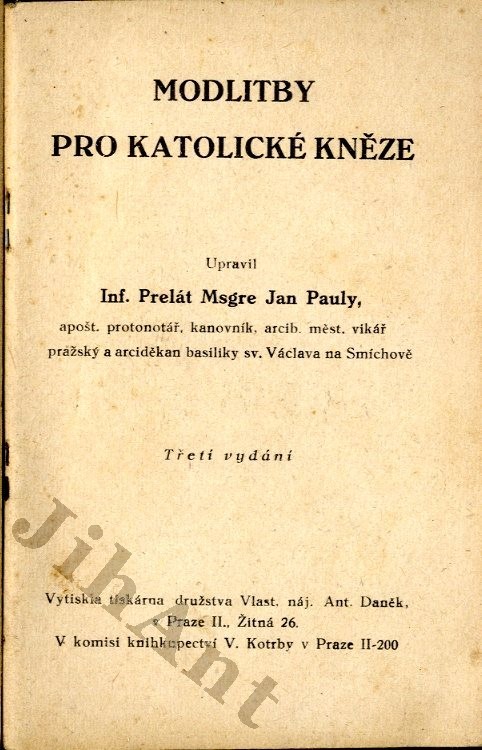 MODLITBY
PRO KATOLICKÉ KNĚZE
Upravil
Inf. Prelát Msgre Jan Pauly,
apošt. protonotář, kanovník, arcib. měst. vikář
pražský a arciděkan basiliky sv. Václava na Smíchově
Třetí vydání
Vytiskla tiskárna družstva Vlast, náj. Ant. Daněk,
v Praze II., Žitná 26.
V komisi knihkupectví V. Kotrby v Praze II-200
JihAnt